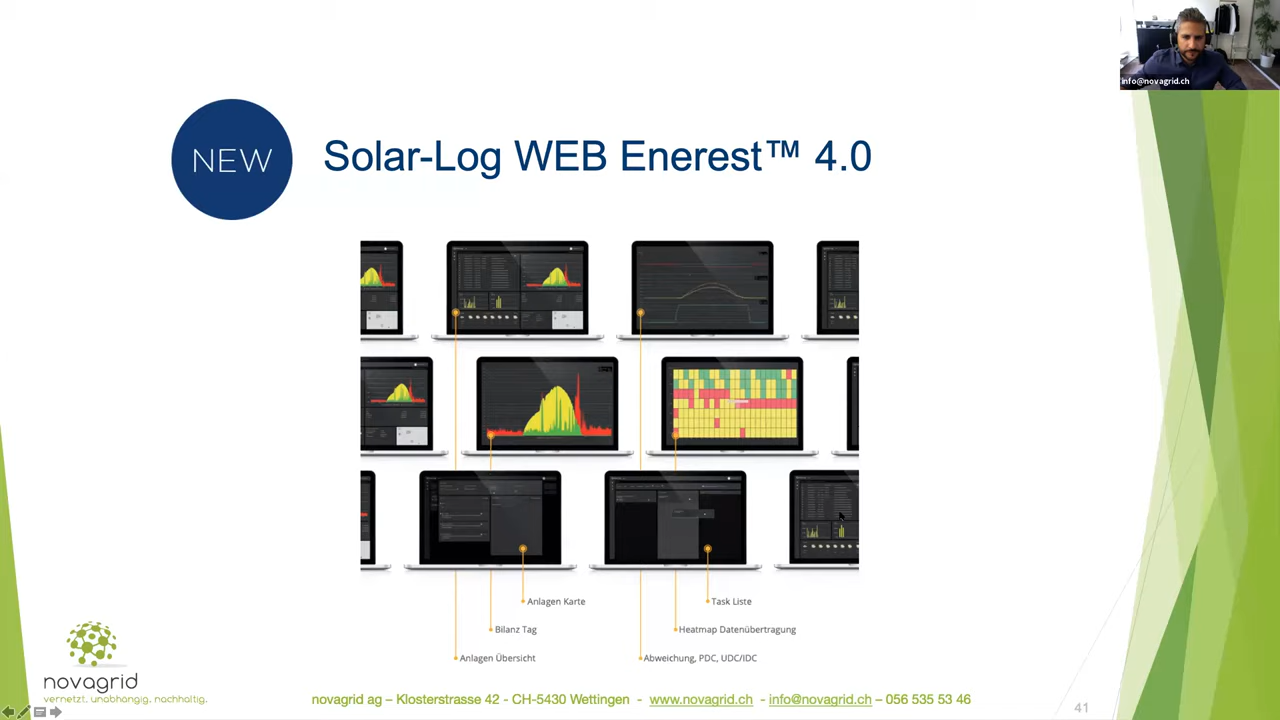 info@novagrid.ch
NEW
Solar-Log WEB Enerest™ 4.0
Anlagen Karte
Task Liste
Bilanz Tag
Heatmap Datenübertragung
Anlagen Übersicht
Abweichung, PDC, UDC/IDC
novagrid
vernetzt. unabhängig. nachhaltig.
novagrid ag – Klosterstrasse 42 - CH-5430 Wettingen - www.novagrid.ch - info@novagrid.ch – 056 535 53 46
41